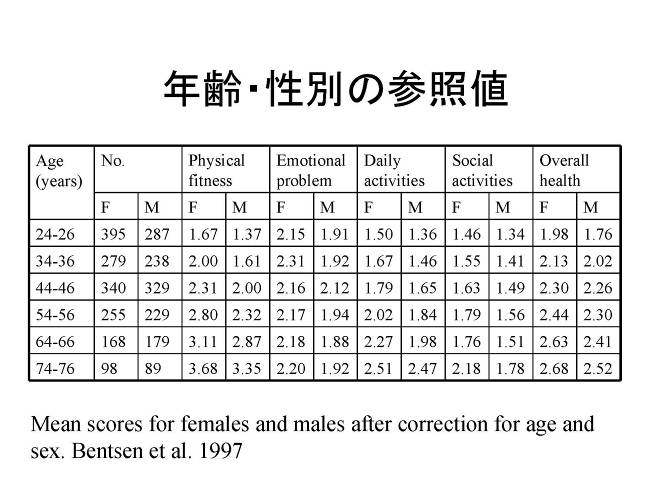 年齢・性別の参照値
Age (years) No. Physical fitness Emotional problem Daily activities Social activities Overall health
F M F M F M F M F M F M
24-26 395 287 1.67 1.37 2.15 1.91 1.50 1.36 1.46 1.34 1.98 1.76
34-36 279 238 2.00 1.61 2.31 1.92 1.67 1.46 1.55 1.41 2.13 2.02
44-46 340 329 2.31 2.00 2.16 2.12 1.79 1.65 1.63 1.49 2.30 2.26
54-56 255 229 2.80 2.32 2.17 1.94 2.02 1.84 1.79 1.56 2.44 2.30
64-66 168 179 3.11 2.87 2.18 1.88 2.27 1.98 1.76 1.51 2.63 2.41
74-76 98 89 3.68 3.35 2.20 1.92 2.51 2.47 2.18 1.78 2.68 2.52
Mean scores for females and males after correction for age and
sex. Bentsen et al. 1997